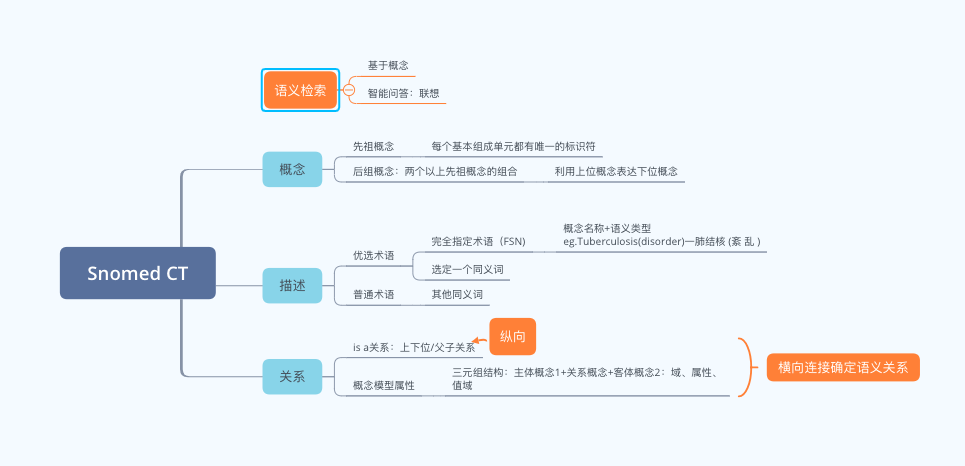 基于概念
语义检索
智能问答：联想
先祖概念
每个基本组成单元都有唯一的标识符
概念
后组概念：两个以上先祖概念的组合
利用上位概念表达下位概念
概念名称+语义类型
完全指定术语（FSN)
eg.Tuberculosis(disorder)一肺结核 (紊 乱 )
优选术语
Snomed CT
选定一个同义词
描述
普通术语
其他同义词
纵向
is a关系：上下位/父子关系
横向连接确定语义关系
关系
三元组结构：主体概念1+关系概念+客体概念2：域、属性、
值域
概念模型属性